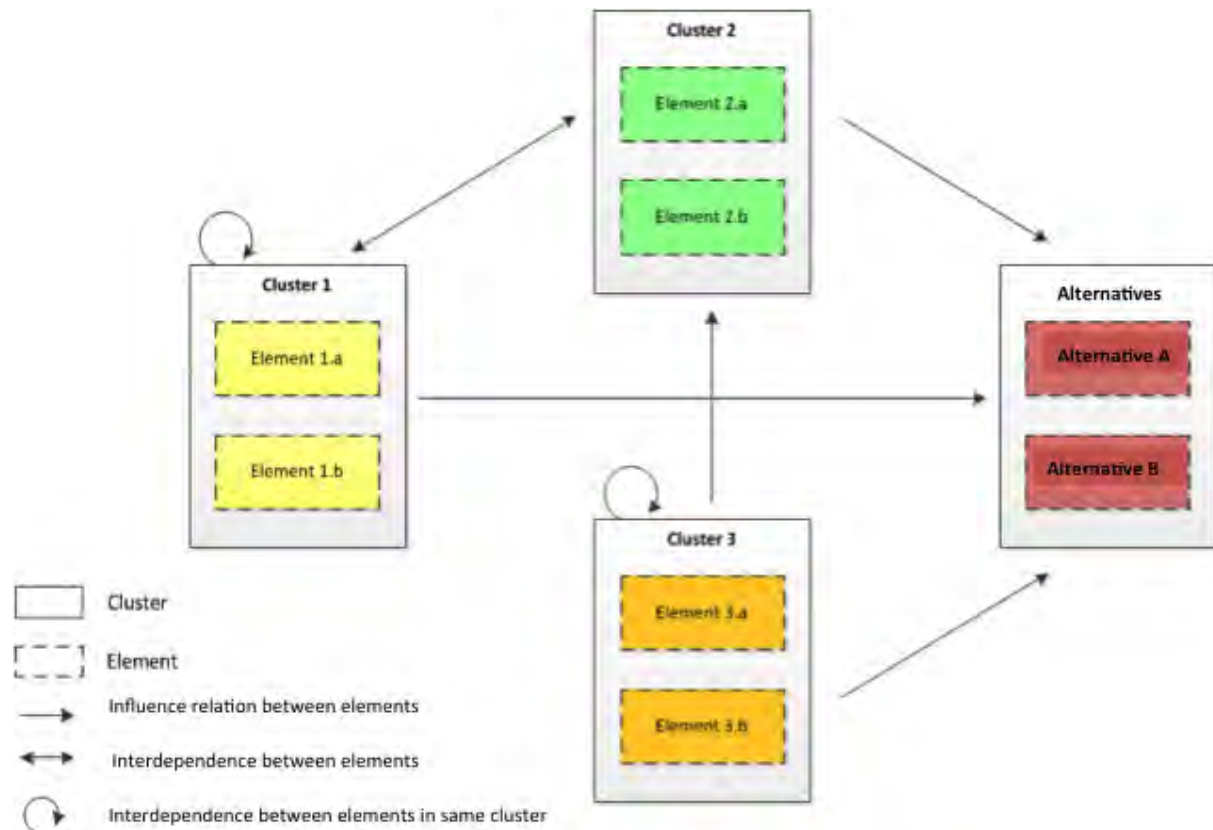 Cluster 2
Element 2.a
Element 2.b
Cluster 1
Element 1.a
Element 1.b
Alternatives
Alternative A
Alternative B
Cluster 3
Element 3.a
Element 3.b
Cluster
Element
Influence relation between elements
Interdependence between elements
Interdependence between elements in same cluster